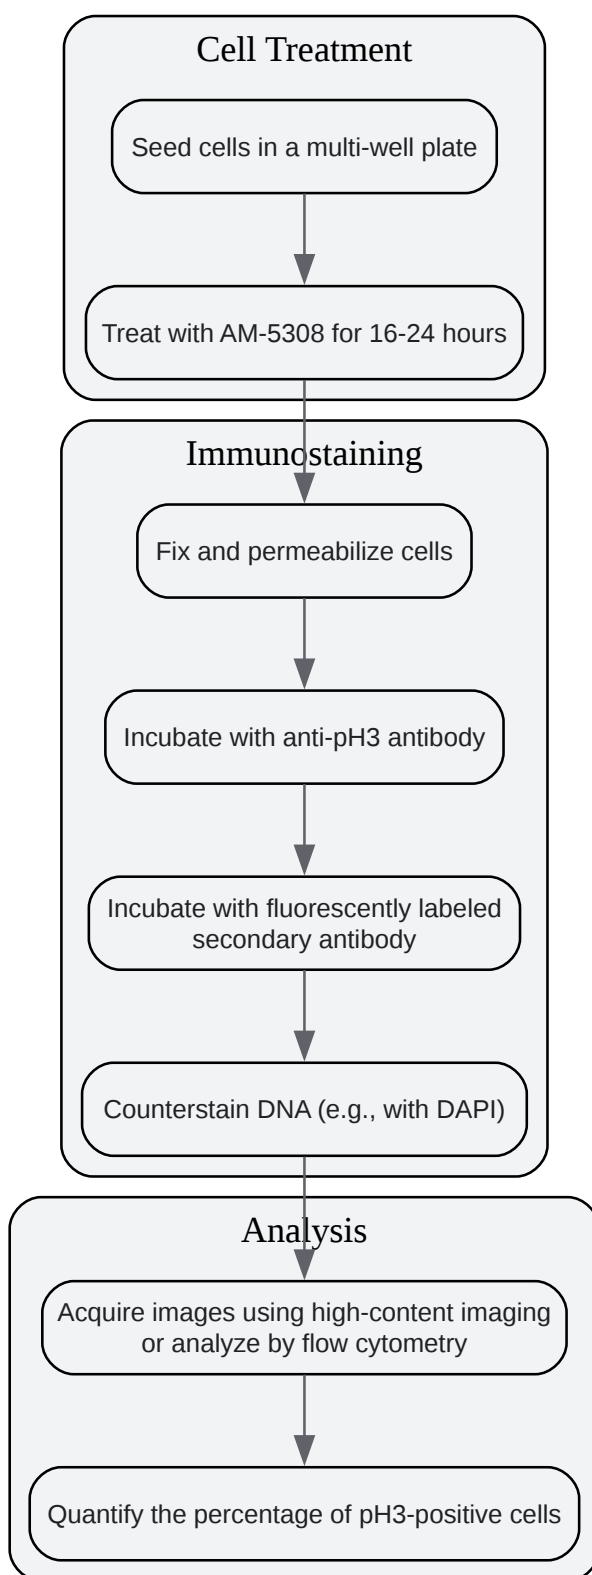 Cell Treatment
Seed cells in a multi-well plate
Treat with AM-5308 for 16-24 hours
Immunostaining
Fix and permeabilize cells
Incubate with anti-pH3 antibody
Incubate with fluorescently labeled
secondary antibody
Counterstain DNA (e.g., with DAPI)
Analysis
Acquire images using high-content imaging
or analyze by flow cytometry
Quantify the percentage of pH3-positive cells